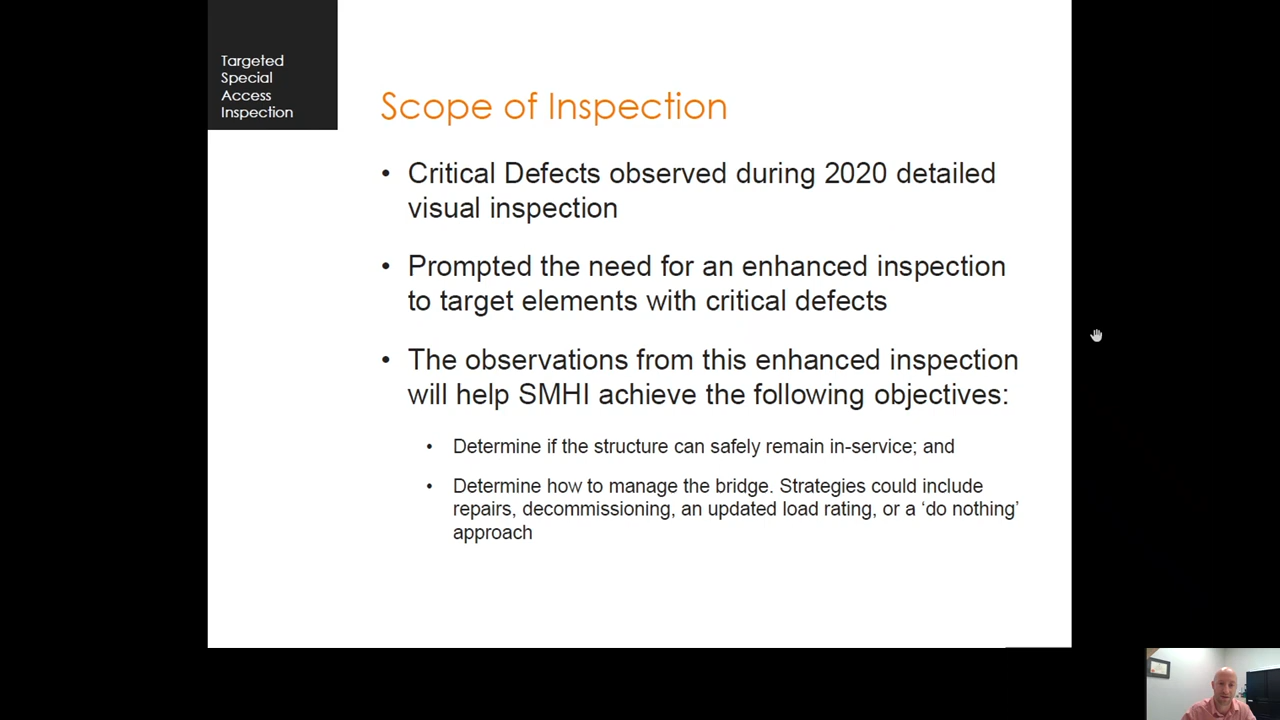 Targeted
Special
Access
Inspection
Scope of Inspection
• Critical Defects observed during 2020 detailed
visual inspection
• Prompted the need for an enhanced inspection
to target elements with critical defects
• The observations from this enhanced inspection
will help SMHI achieve the following objectives:
• Determine if the structure can safely remain in-service; and
• Determine how to manage the bridge. Strategies could include
repairs, decommissioning, an updated load rating, or a ‘do nothing’
approach